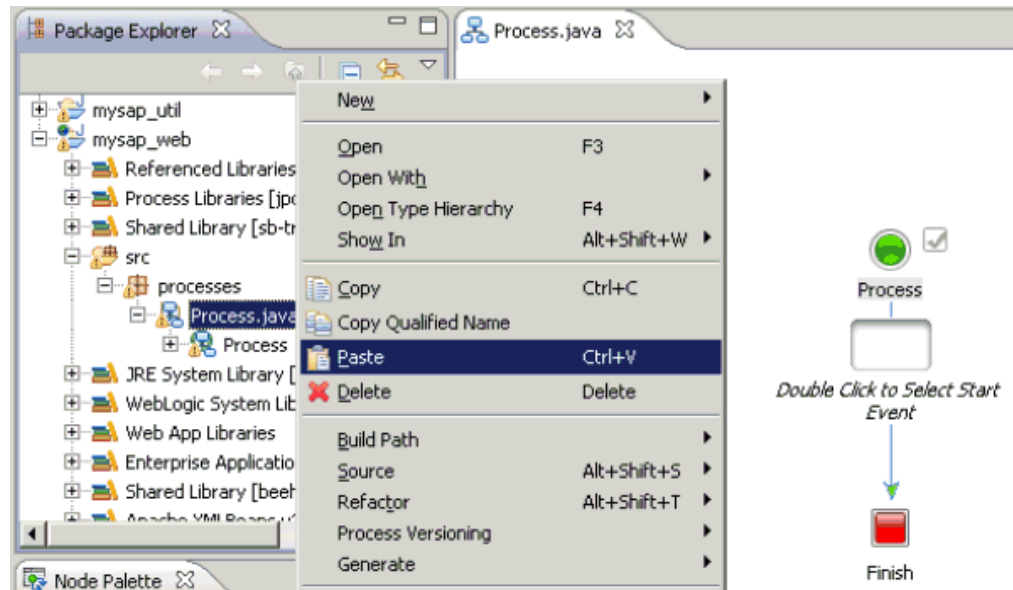 Package Explorer
Process.java
mysap_util
mysap_web
Referenced Libraries
Process Libraries [jpd
Shared Library [sb-tr
src
processes
Process.java
Process
JRE System Library [
WebLogic System Lib
Web App Libraries
Enterprise Applicatio
Shared Library [beeh
Node Palette
New
Open F3
Open With
Open Type Hierarchy F4
Show In Alt+Shift+W
Copy Ctrl+C
Copy Qualified Name
Paste Ctrl+V
Delete Delete
Build Path
Source Alt+Shift+S
Refactor Alt+Shift+T
Process Versioning
Generate
Process
Double Click to Select Start
Event
Finish